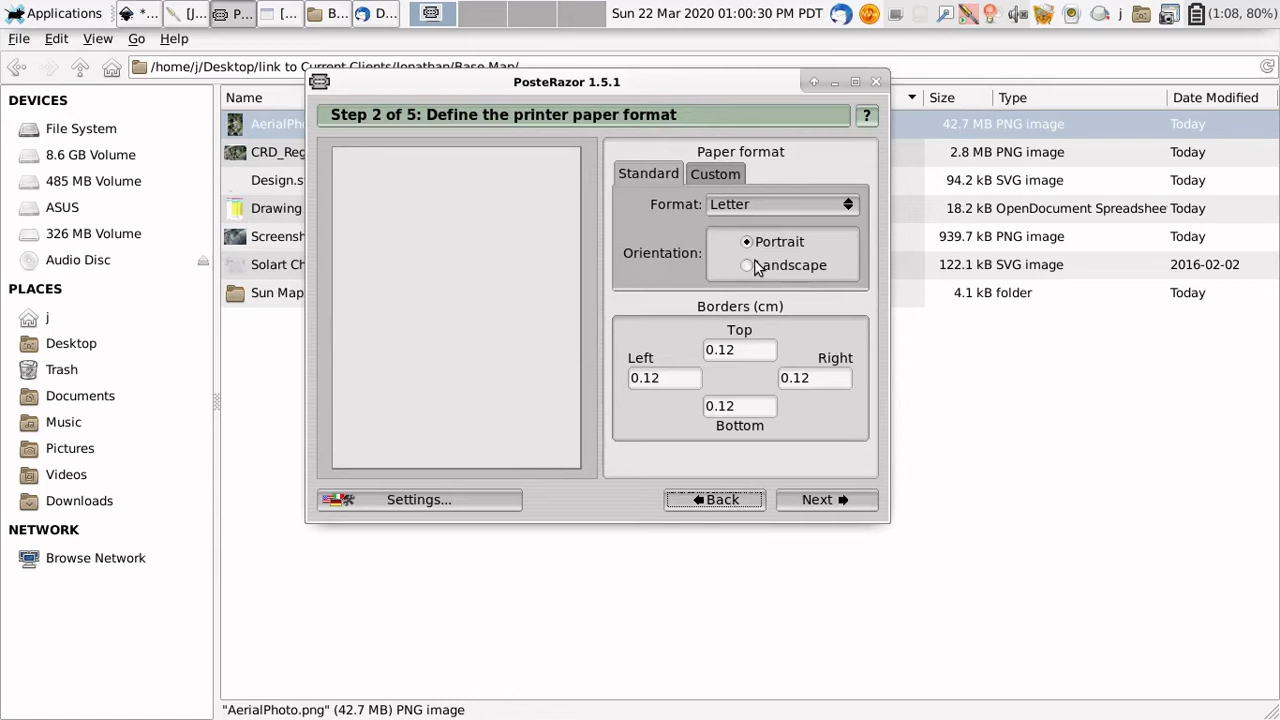 Applications
*...
[J...
P...
[...
B...
D...
Sun 22 Mar 2020 01:00:30 PM PDT
j
(1:08, 80%)
File Edit View Go Help
/home/j/Desktop/link to Current Clients/Jonathan/Base Map/
DEVICES
File System
8.6 GB Volume
485 MB Volume
ASUS
326 MB Volume
Audio Disc
PLACES
j
Desktop
Trash
Documents
Music
Pictures
Videos
Downloads
NETWORK
Browse Network
Name Size Type Date Modified
AerialPho 42.7 MB PNG image Today
CRD_Reg 2.8 MB PNG image Today
Design.s 94.2 kB SVG image Today
Drawing 18.2 kB OpenDocument Spreadshee Today
Screensh 939.7 kB PNG image Today
Solart Ch 122.1 kB SVG image 2016-02-02
Sun Map 4.1 kB folder Today
PosteRazor 1.5.1
Step 2 of 5: Define the printer paper format
?
Paper format
Standard Custom
Format: Letter
Orientation:
Portrait
Landscape
Borders (cm)
Top
0.12
Left
0.12
Right
0.12
0.12
Bottom
Settings...
Back
Next
"AerialPhoto.png" (42.7 MB) PNG image